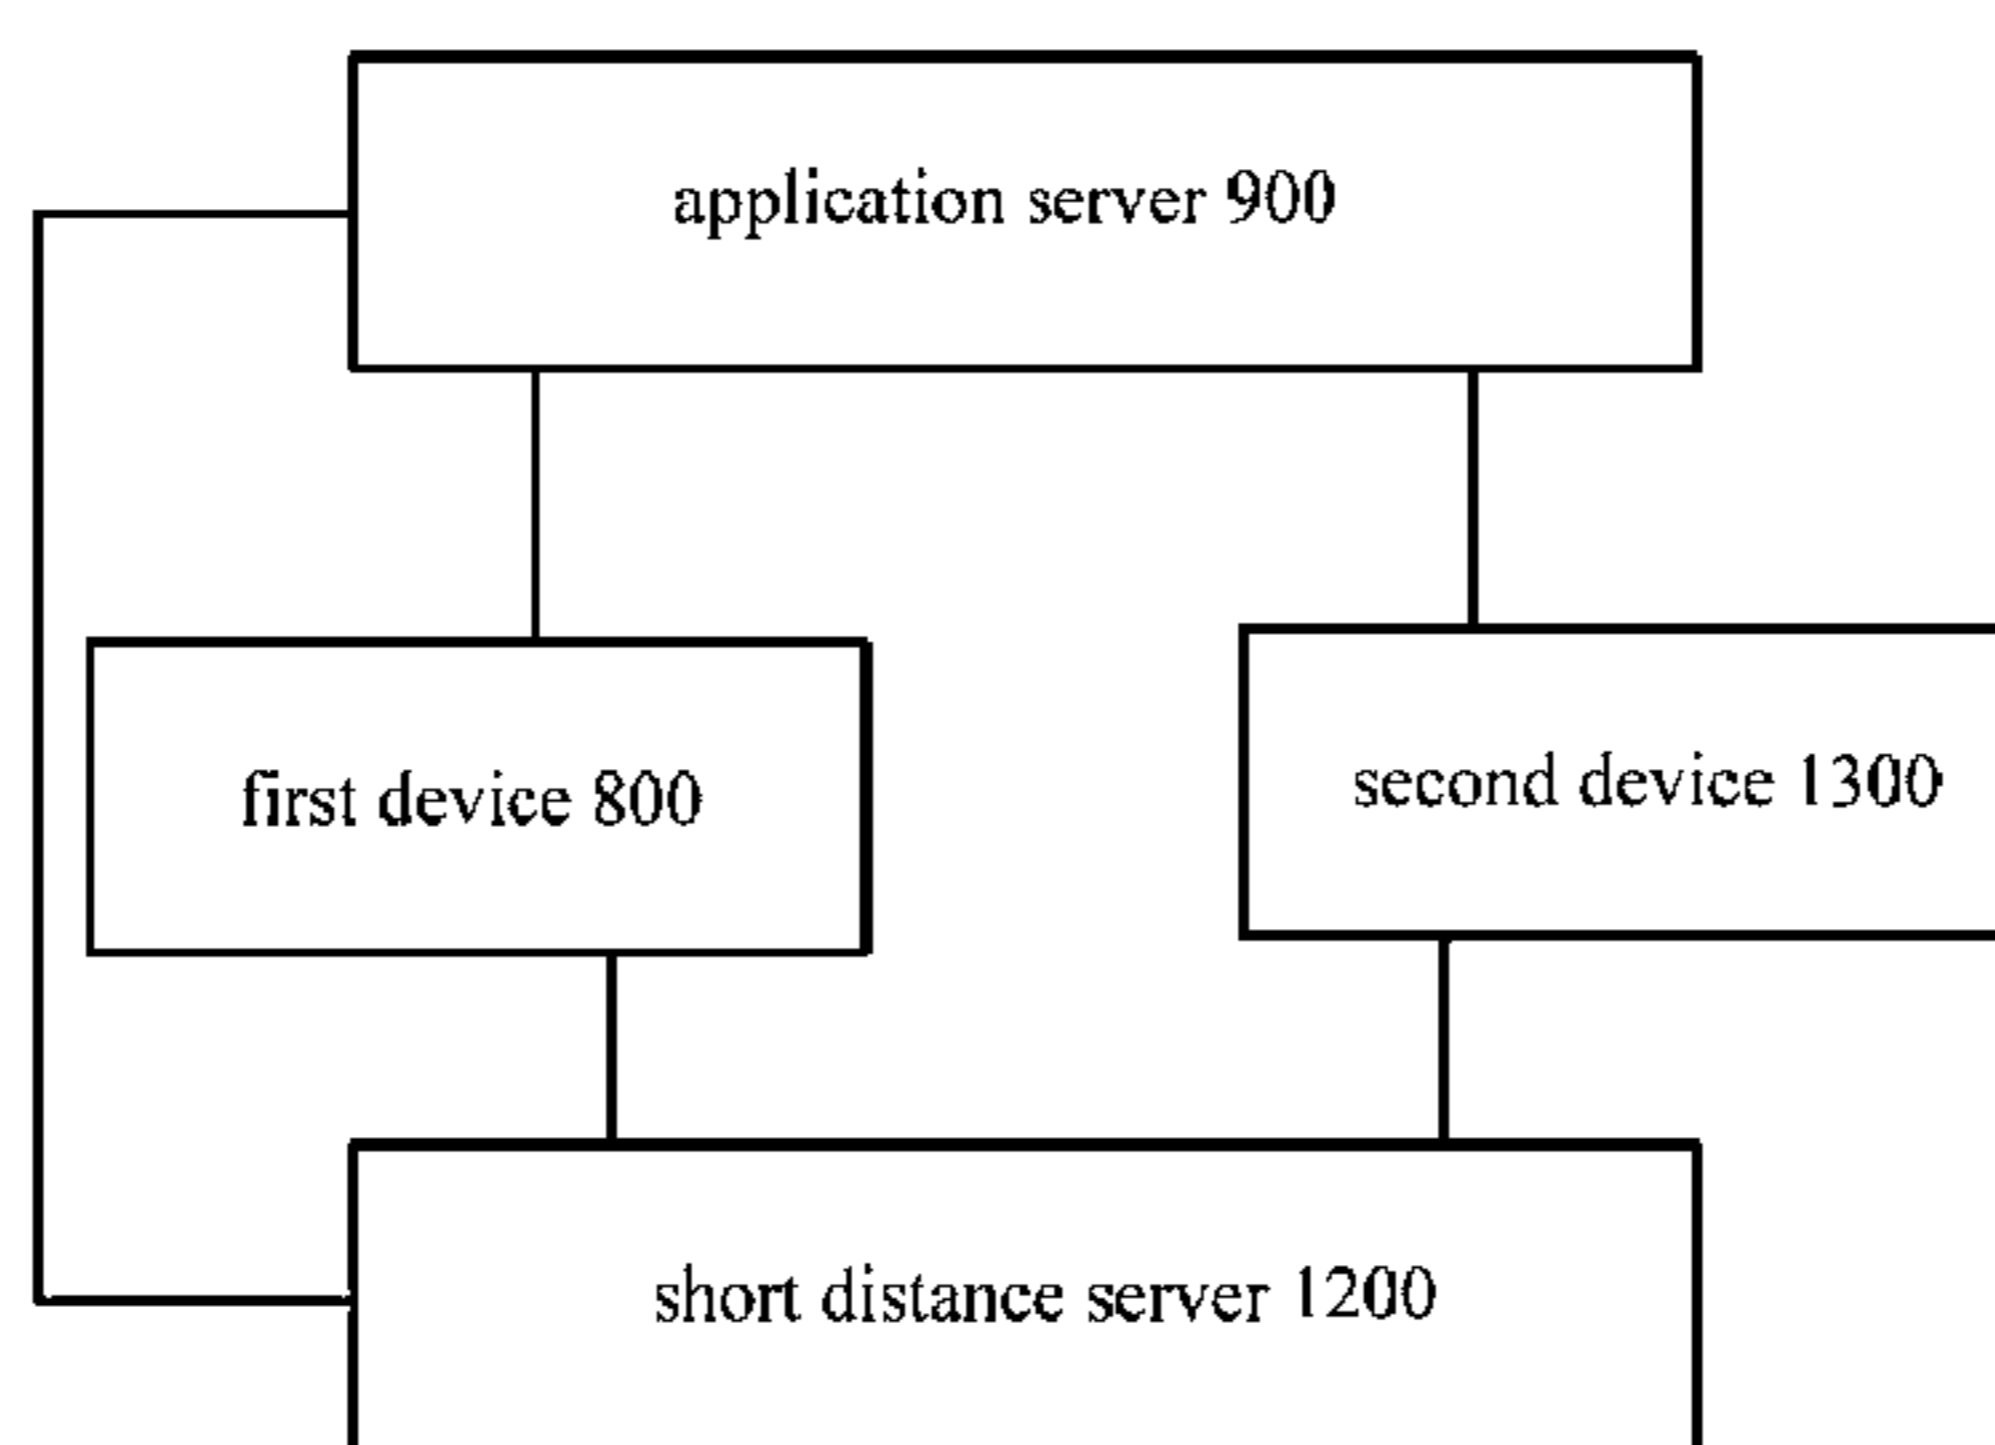 application server 900
first device 800
second device 1300
short distance server 1200